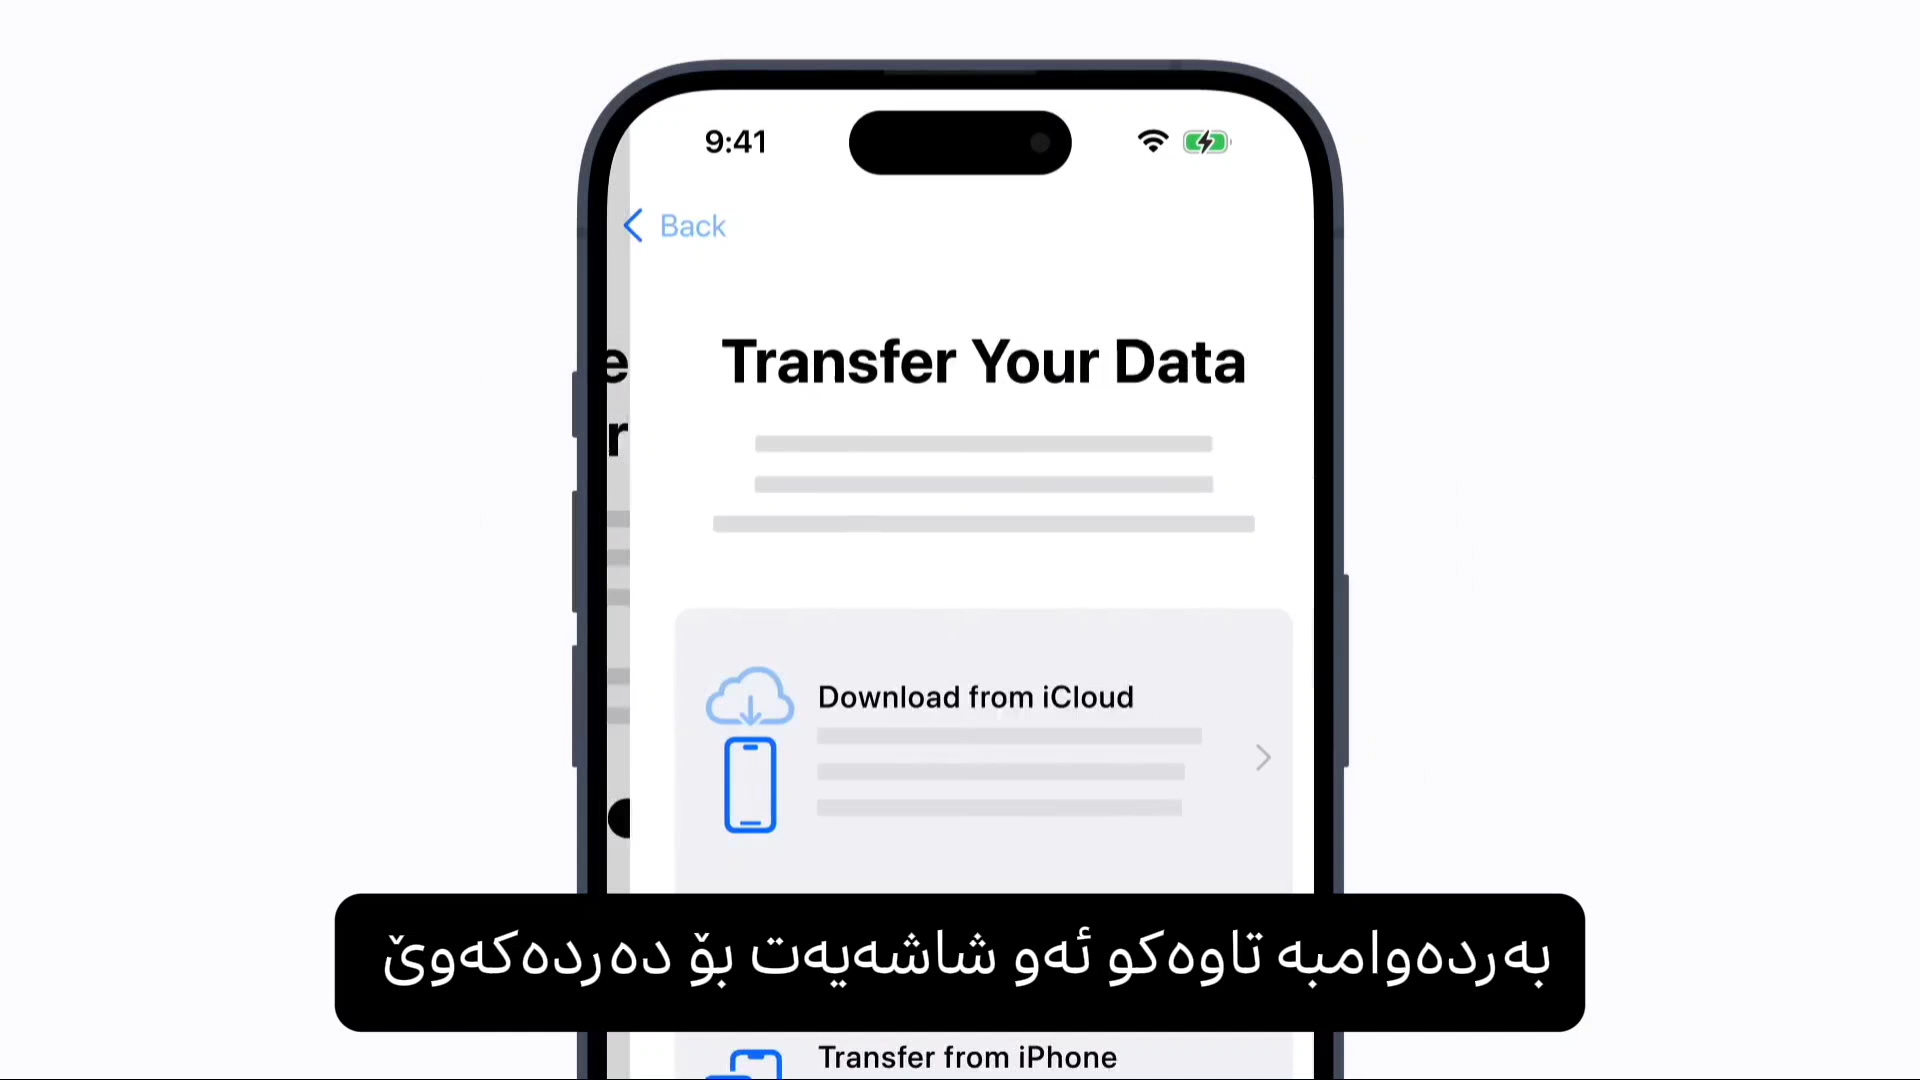 9:41
Back
e
r
Transfer Your Data
Download from iCloud
بەردەوامبە تاوەکو ئەو شاشەیەت بۆ دەردەکەوێ
Transfer from iPhone